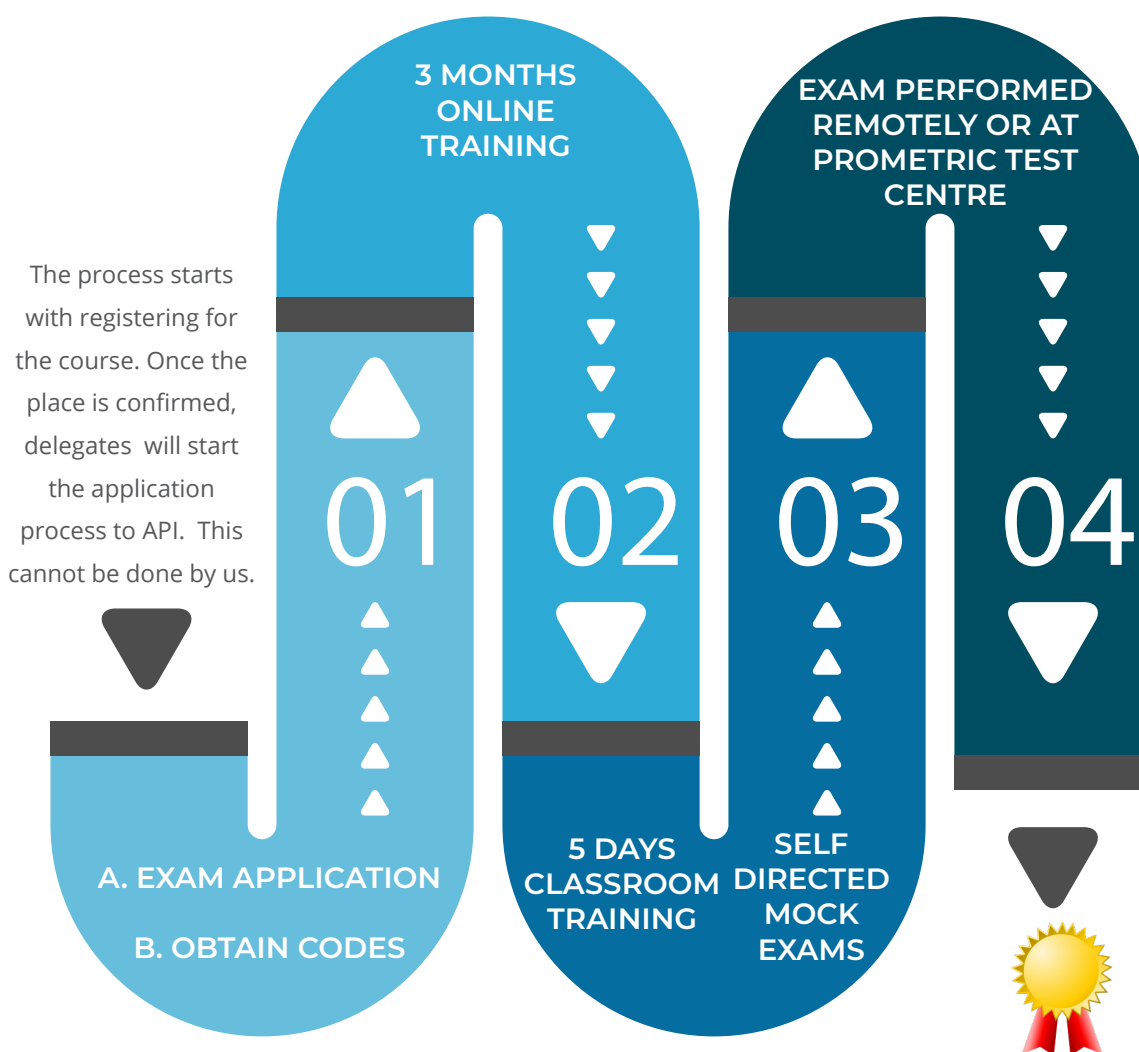 The process starts
with registering for
the course. Once the
place is confirmed,
delegates will start
the application
process to API. This
cannot be done by us.
A. EXAM APPLICATION
B. OBTAIN CODES
01
3 MONTHS
ONLINE
TRAINING
02
5 DAYS
CLASSROOM
TRAINING
SELF
DIRECTED
MOCK
EXAMS
03
EXAM PERFORMED
REMOTELY OR AT
PROMETRIC TEST
CENTRE
04